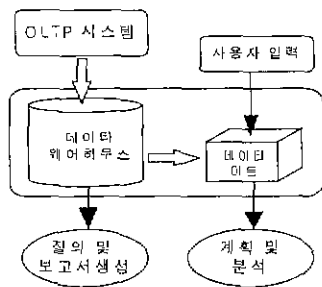 OLTP 시스템
사용자 입력
데이타
웨어하우스
데이타
마트
질의 및
보고서생성
계획 및
분석